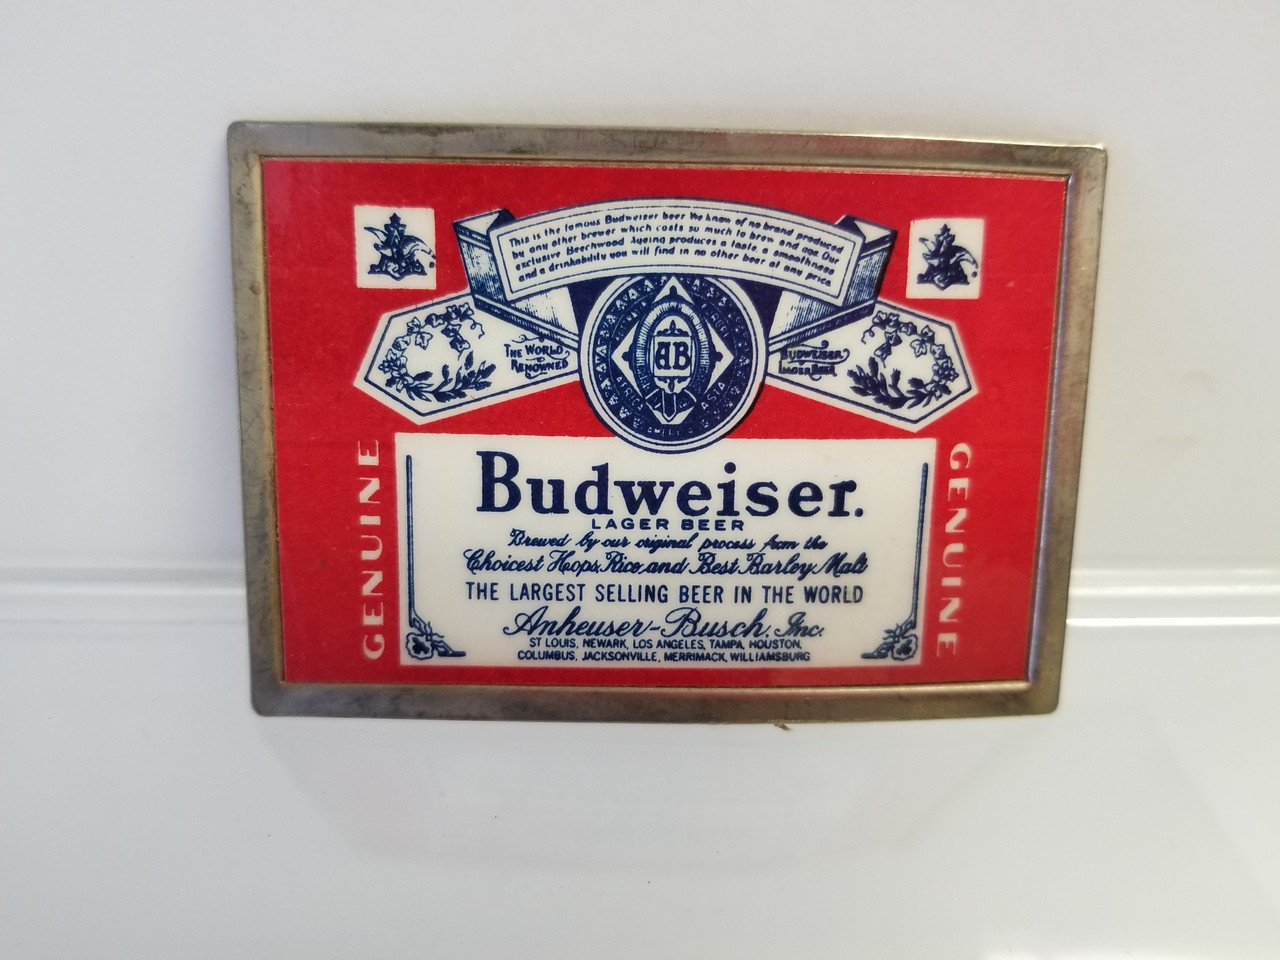 This is the famous Budweiser beer. We know of no brand produced
by any other brewer which costs so much to brew and age. Our
exclusive Beechwood Ageing produces a taste, a smoothness
and a drinkability you will find in no other beer at any price.
THE WORLD
RENOWNED
BUDWEISER
LAGER BEER
AB
AFRICA
ASIA
GENUINE
GENUINE
Budweiser.
LAGER BEER
Brewed by our original process from the
Choicest Hops, Rice and Best Barley Malt
THE LARGEST SELLING BEER IN THE WORLD
Anheuser-Busch, Inc.
ST LOUIS, NEWARK, LOS ANGELES, TAMPA, HOUSTON,
COLUMBUS, JACKSONVILLE, MERRIMACK, WILLIAMSBURG